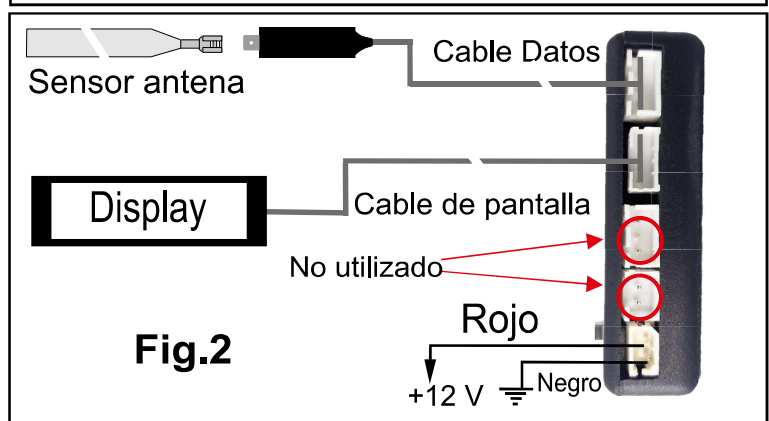 Cable Datos
Sensor antena
Display
Cable de pantalla
No utilizado
Rojo
Fig.2
+12 V
Negro